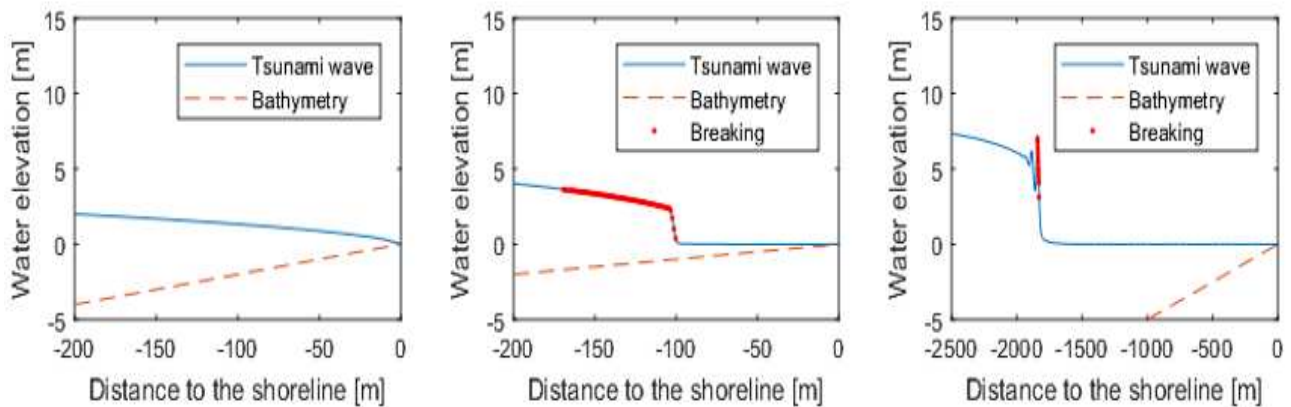 Water elevation [m]
15
10
5
0
-5
Tsunami wave
Bathymetry
-200 -150 -100 -50 0
Distance to the shoreline [m]
Water elevation [m]
15
10
5
0
-5
Tsunami wave
Bathymetry
Breaking
-200 -150 -100 -50 0
Distance to the shoreline [m]
Water elevation [m]
15
10
5
0
-5
Tsunami wave
Bathymetry
Breaking
-2500 -2000 -1500 -1000 -500 0
Distance to the shoreline [m]